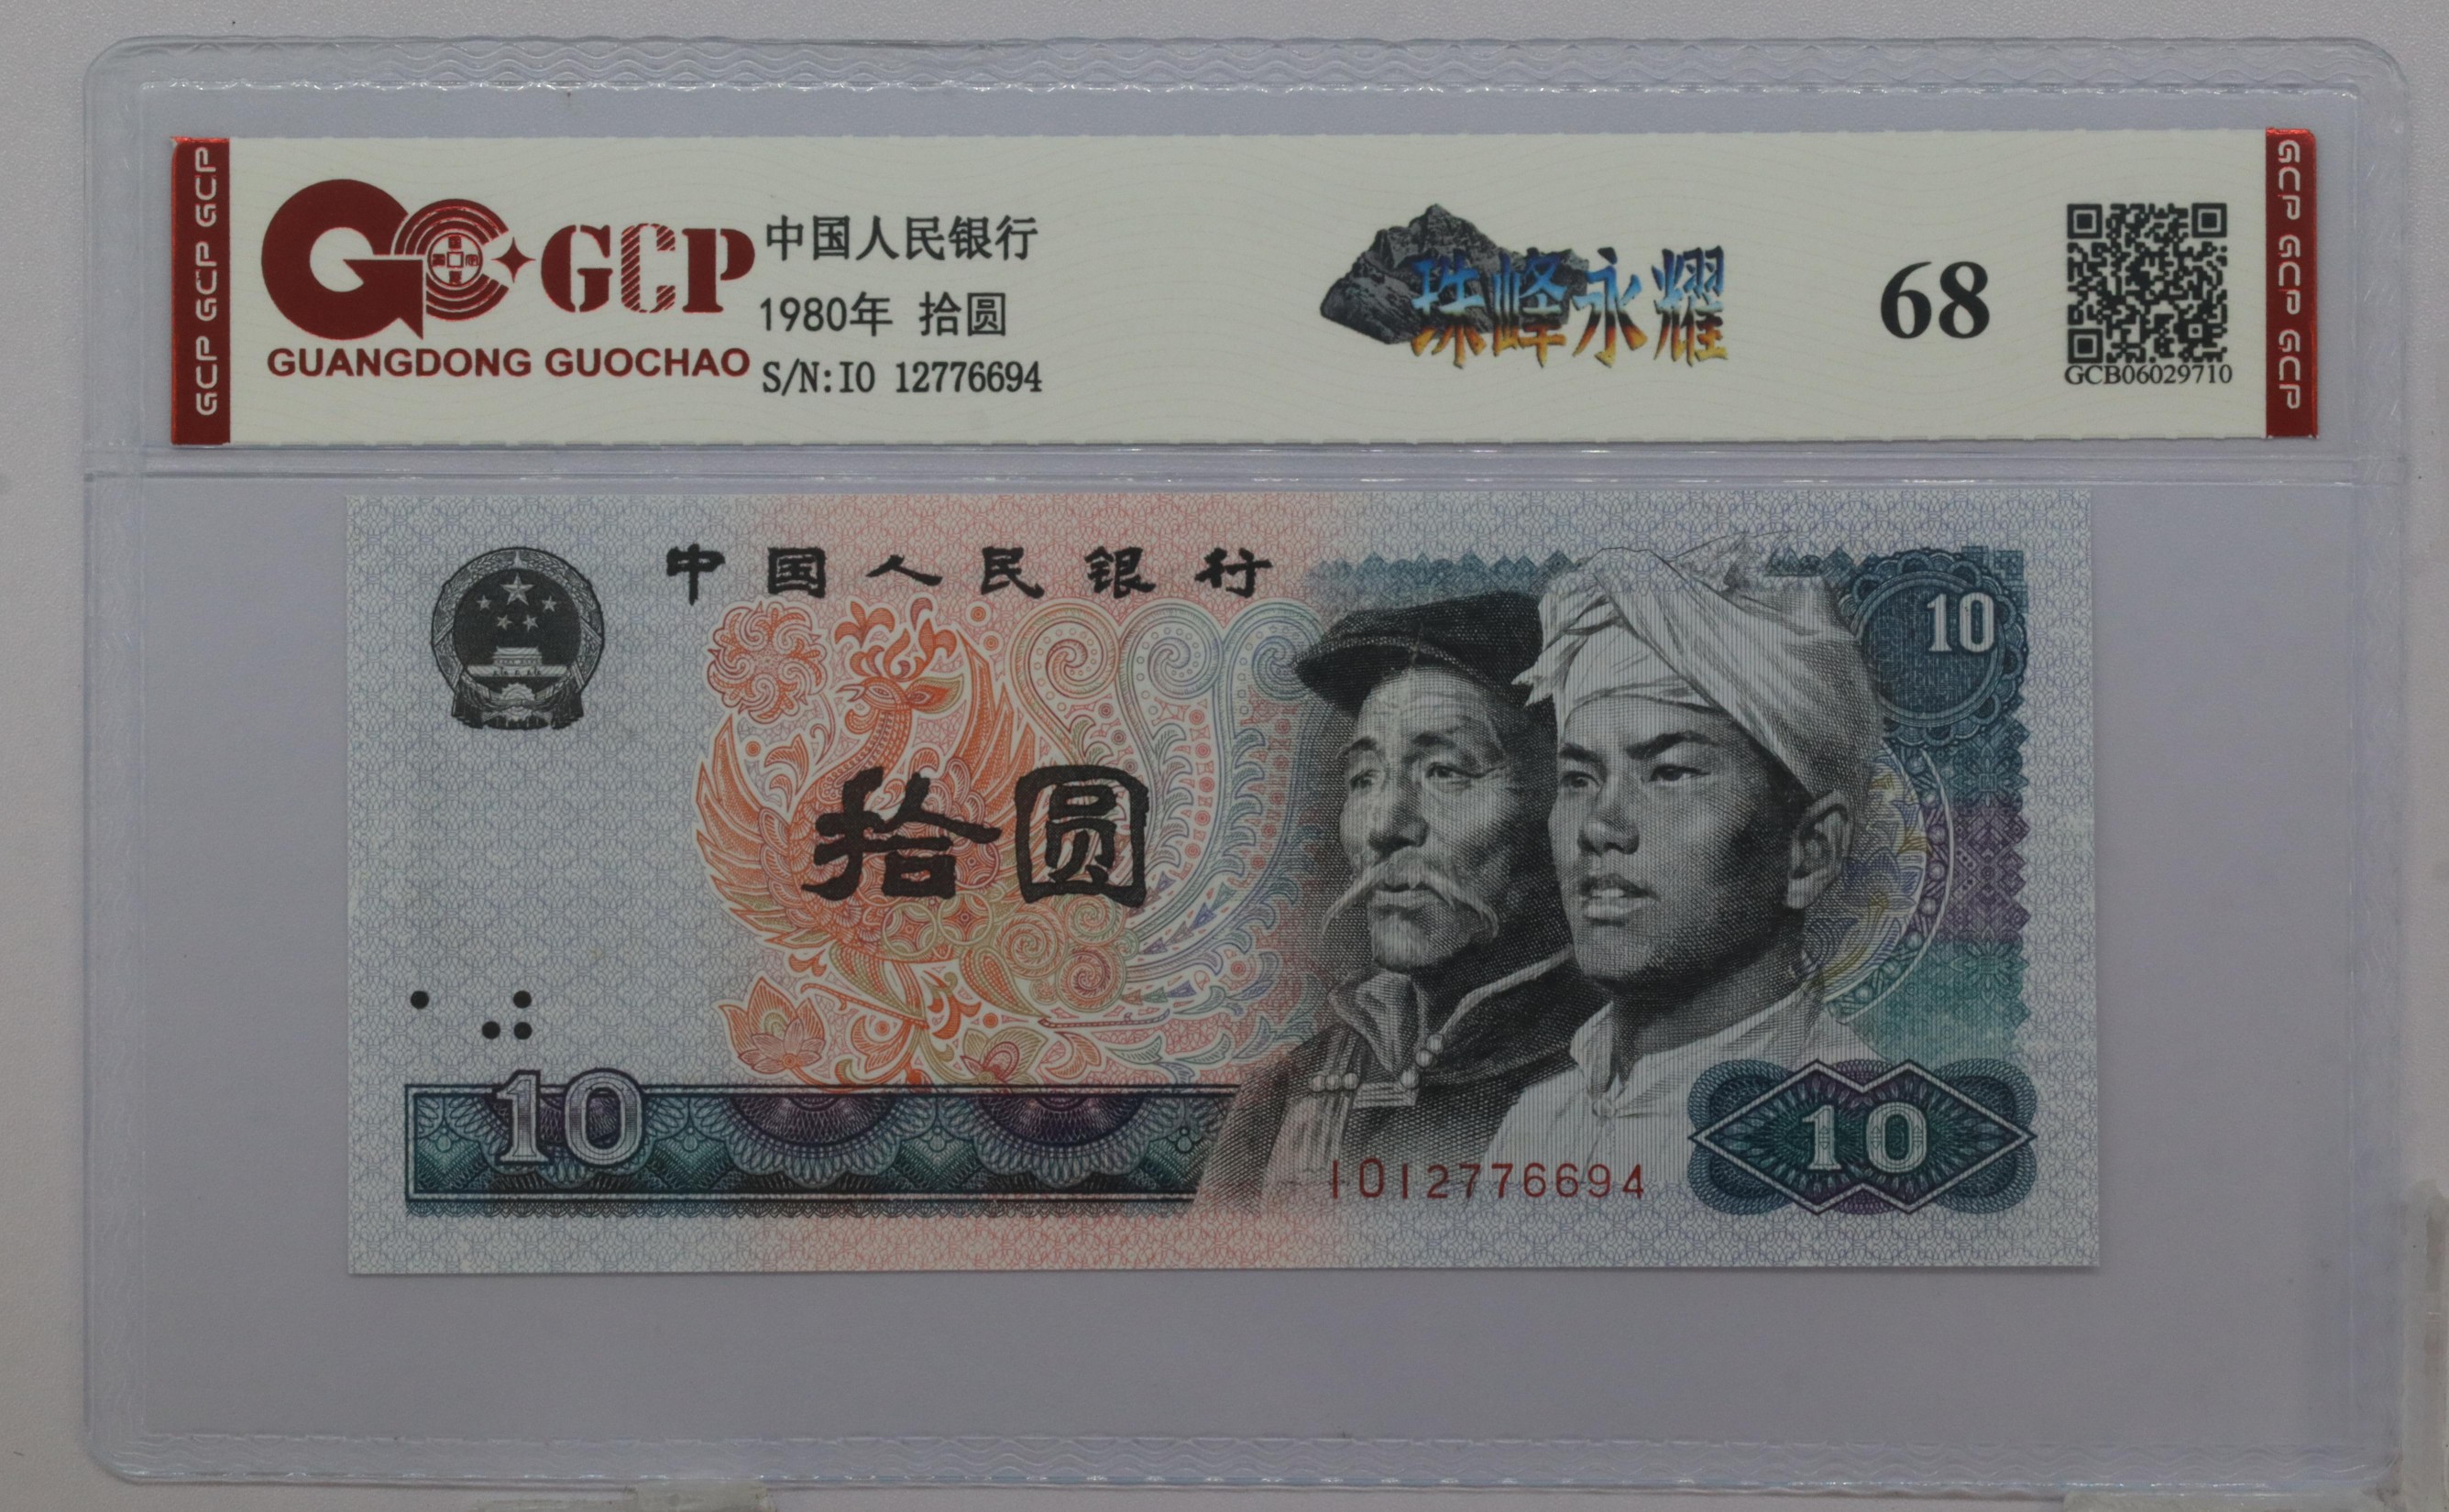 GCP GCP GCP
GCP
GUANGDONG GUOCHAO
中国人民银行
1980年 拾圆
S/N:IO 12776694
珠峰永耀
68
GCB06029710
GCP GCP GCP
中国人民银行
10
拾圆
10
IO12776694
10